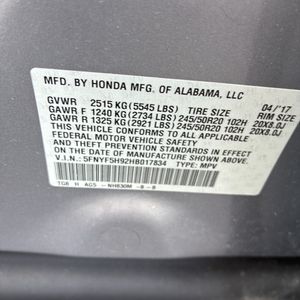 MFD. BY HONDA MFG. OF ALABAMA, LLC
04/'17
GVWR 2515 KG (5545 LBS) TIRE SIZE RIM SIZE
GAWR F 1240 KG (2734 LBS) 245/50R20 102H 20X8.0J
GAWR R 1325 KG (2921 LBS) 245/50R20 102H 20X8.0J
THIS VEHICLE CONFORMS TO ALL APPLICABLE
FEDERAL MOTOR VEHICLE SAFETY STANDARDS IN
EFFECT ON THE DATE OF MANUFACTURE SHOWN ABOVE.
V.I.N.: 5FNYF5H92HB017834 TYPE: MPV
TG8 H AG5 -NH830M -B-B